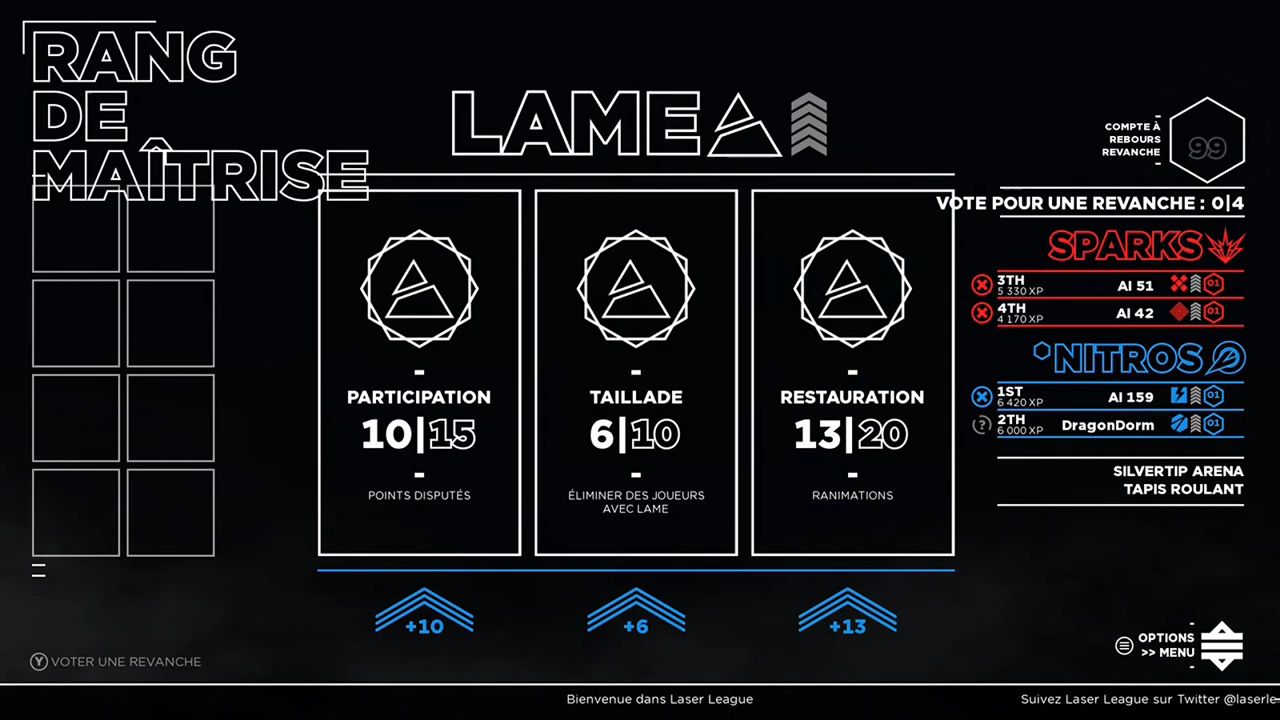 RANG
DE
MAÎTRISE
LAME
COMPTE À
REBOURS
REVANCHE
99
VOTE POUR UNE REVANCHE : 0|4
SPARKS
3TH
5 330 XP
AI 51
01
4TH
4 170 XP
AI 42
01
NITROS
1ST
6 420 XP
AI 159
01
2TH
6 000 XP
DragonDorm
01
SILVERTIP ARENA
TAPIS ROULANT
PARTICIPATION
10|15
POINTS DISPUTÉS
+10
TAILLADE
6|10
ÉLIMINER DES JOUEURS
AVEC LAME
+6
RESTAURATION
13|20
RANIMATIONS
+13
Y VOTER UNE REVANCHE
OPTIONS
>> MENU
Bienvenue dans Laser League
Suivez Laser League sur Twitter @laserle